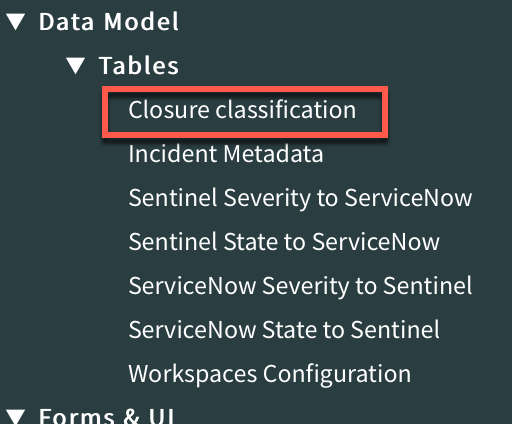 Data Model
Tables
Closure classification
Incident Metadata
Sentinel Severity to ServiceNow
Sentinel State to ServiceNow
ServiceNow Severity to Sentinel
ServiceNow State to Sentinel
Workspaces Configuration
Forms & UI